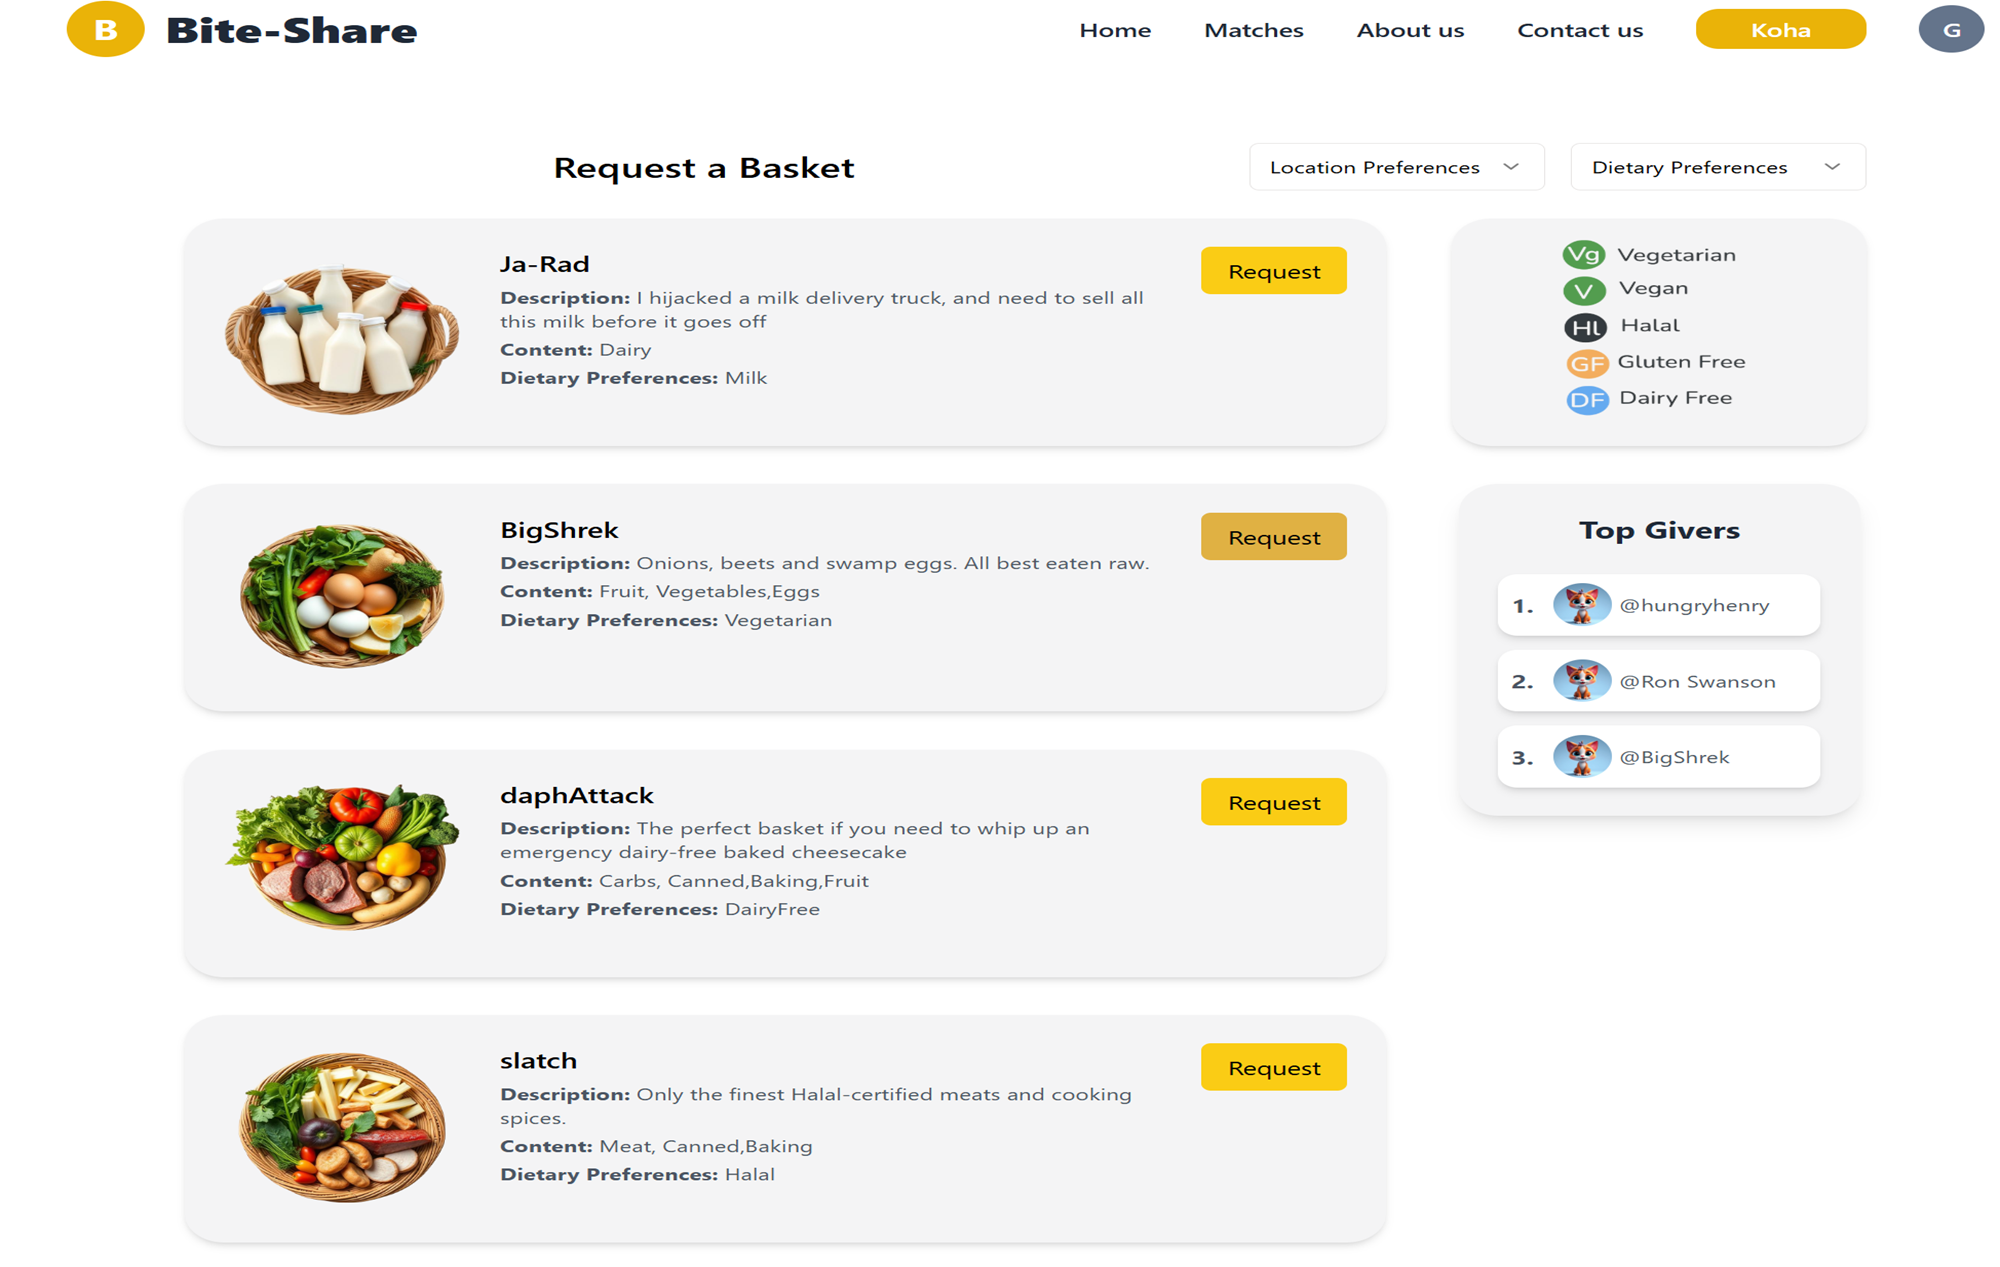 B Bite-Share Home Matches About us Contact us Koha G
Request a Basket Location Preferences Dietary Preferences
Ja-Rad
Description: I hijacked a milk delivery truck, and need to sell all
this milk before it goes off
Content: Dairy
Dietary Preferences: Milk
Request
Vg Vegetarian
V Vegan
Hl Halal
GF Gluten Free
DF Dairy Free
BigShrek
Description: Onions, beets and swamp eggs. All best eaten raw.
Content: Fruit, Vegetables,Eggs
Dietary Preferences: Vegetarian
Request
Top Givers
1. @hungryhenry
2. @Ron Swanson
3. @BigShrek
daphAttack
Description: The perfect basket if you need to whip up an
emergency dairy-free baked cheesecake
Content: Carbs, Canned,Baking,Fruit
Dietary Preferences: DairyFree
Request
slatch
Description: Only the finest Halal-certified meats and cooking
spices.
Content: Meat, Canned,Baking
Dietary Preferences: Halal
Request